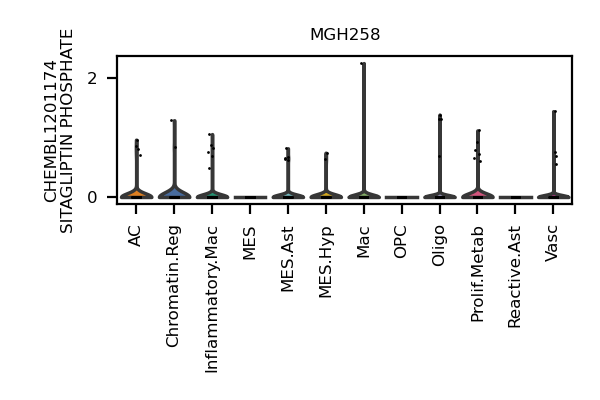 MGH258
CHEMBL1201174
SITAGLIPTIN PHOSPHATE
2
0
AC
Chromatin.Reg
Inflammatory.Mac
MES
MES.Ast
MES.Hyp
Mac
OPC
Oligo
Prolif.Metab
Reactive.Ast
Vasc